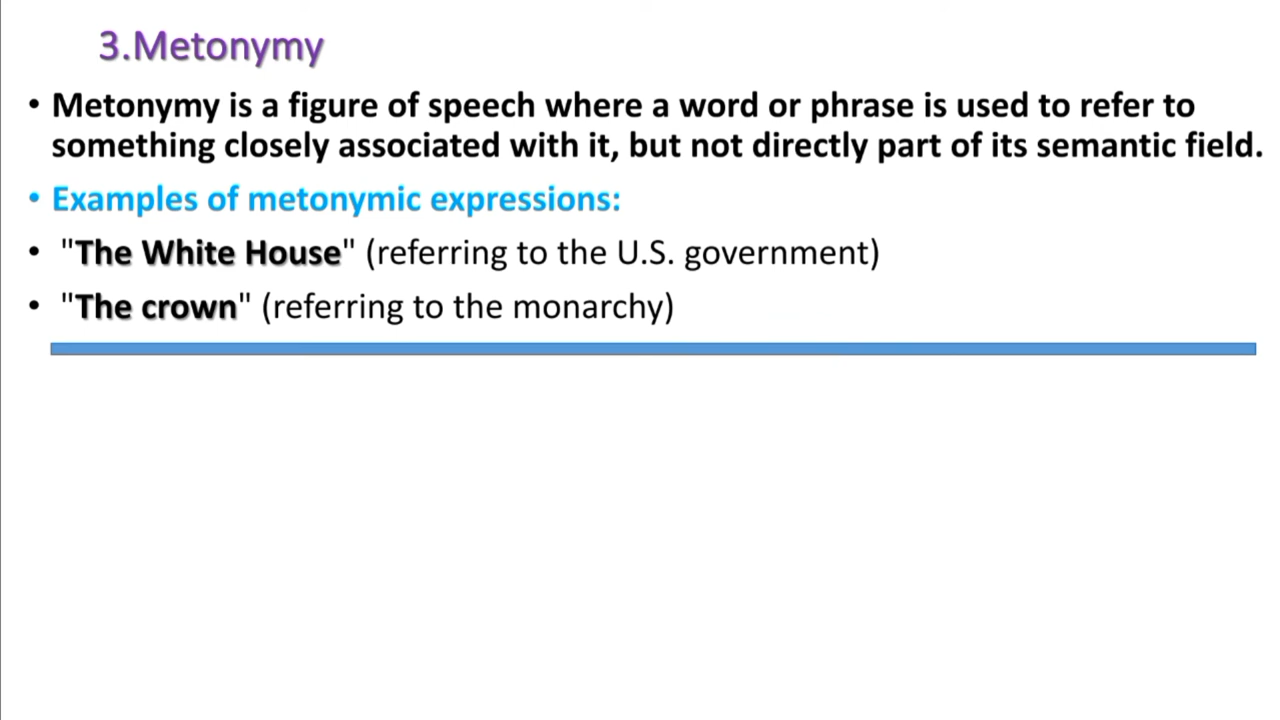 3.Metonymy
• Metonymy is a figure of speech where a word or phrase is used to refer to
something closely associated with it, but not directly part of its semantic field.
• Examples of metonymic expressions:
• "The White House" (referring to the U.S. government)
• "The crown" (referring to the monarchy)